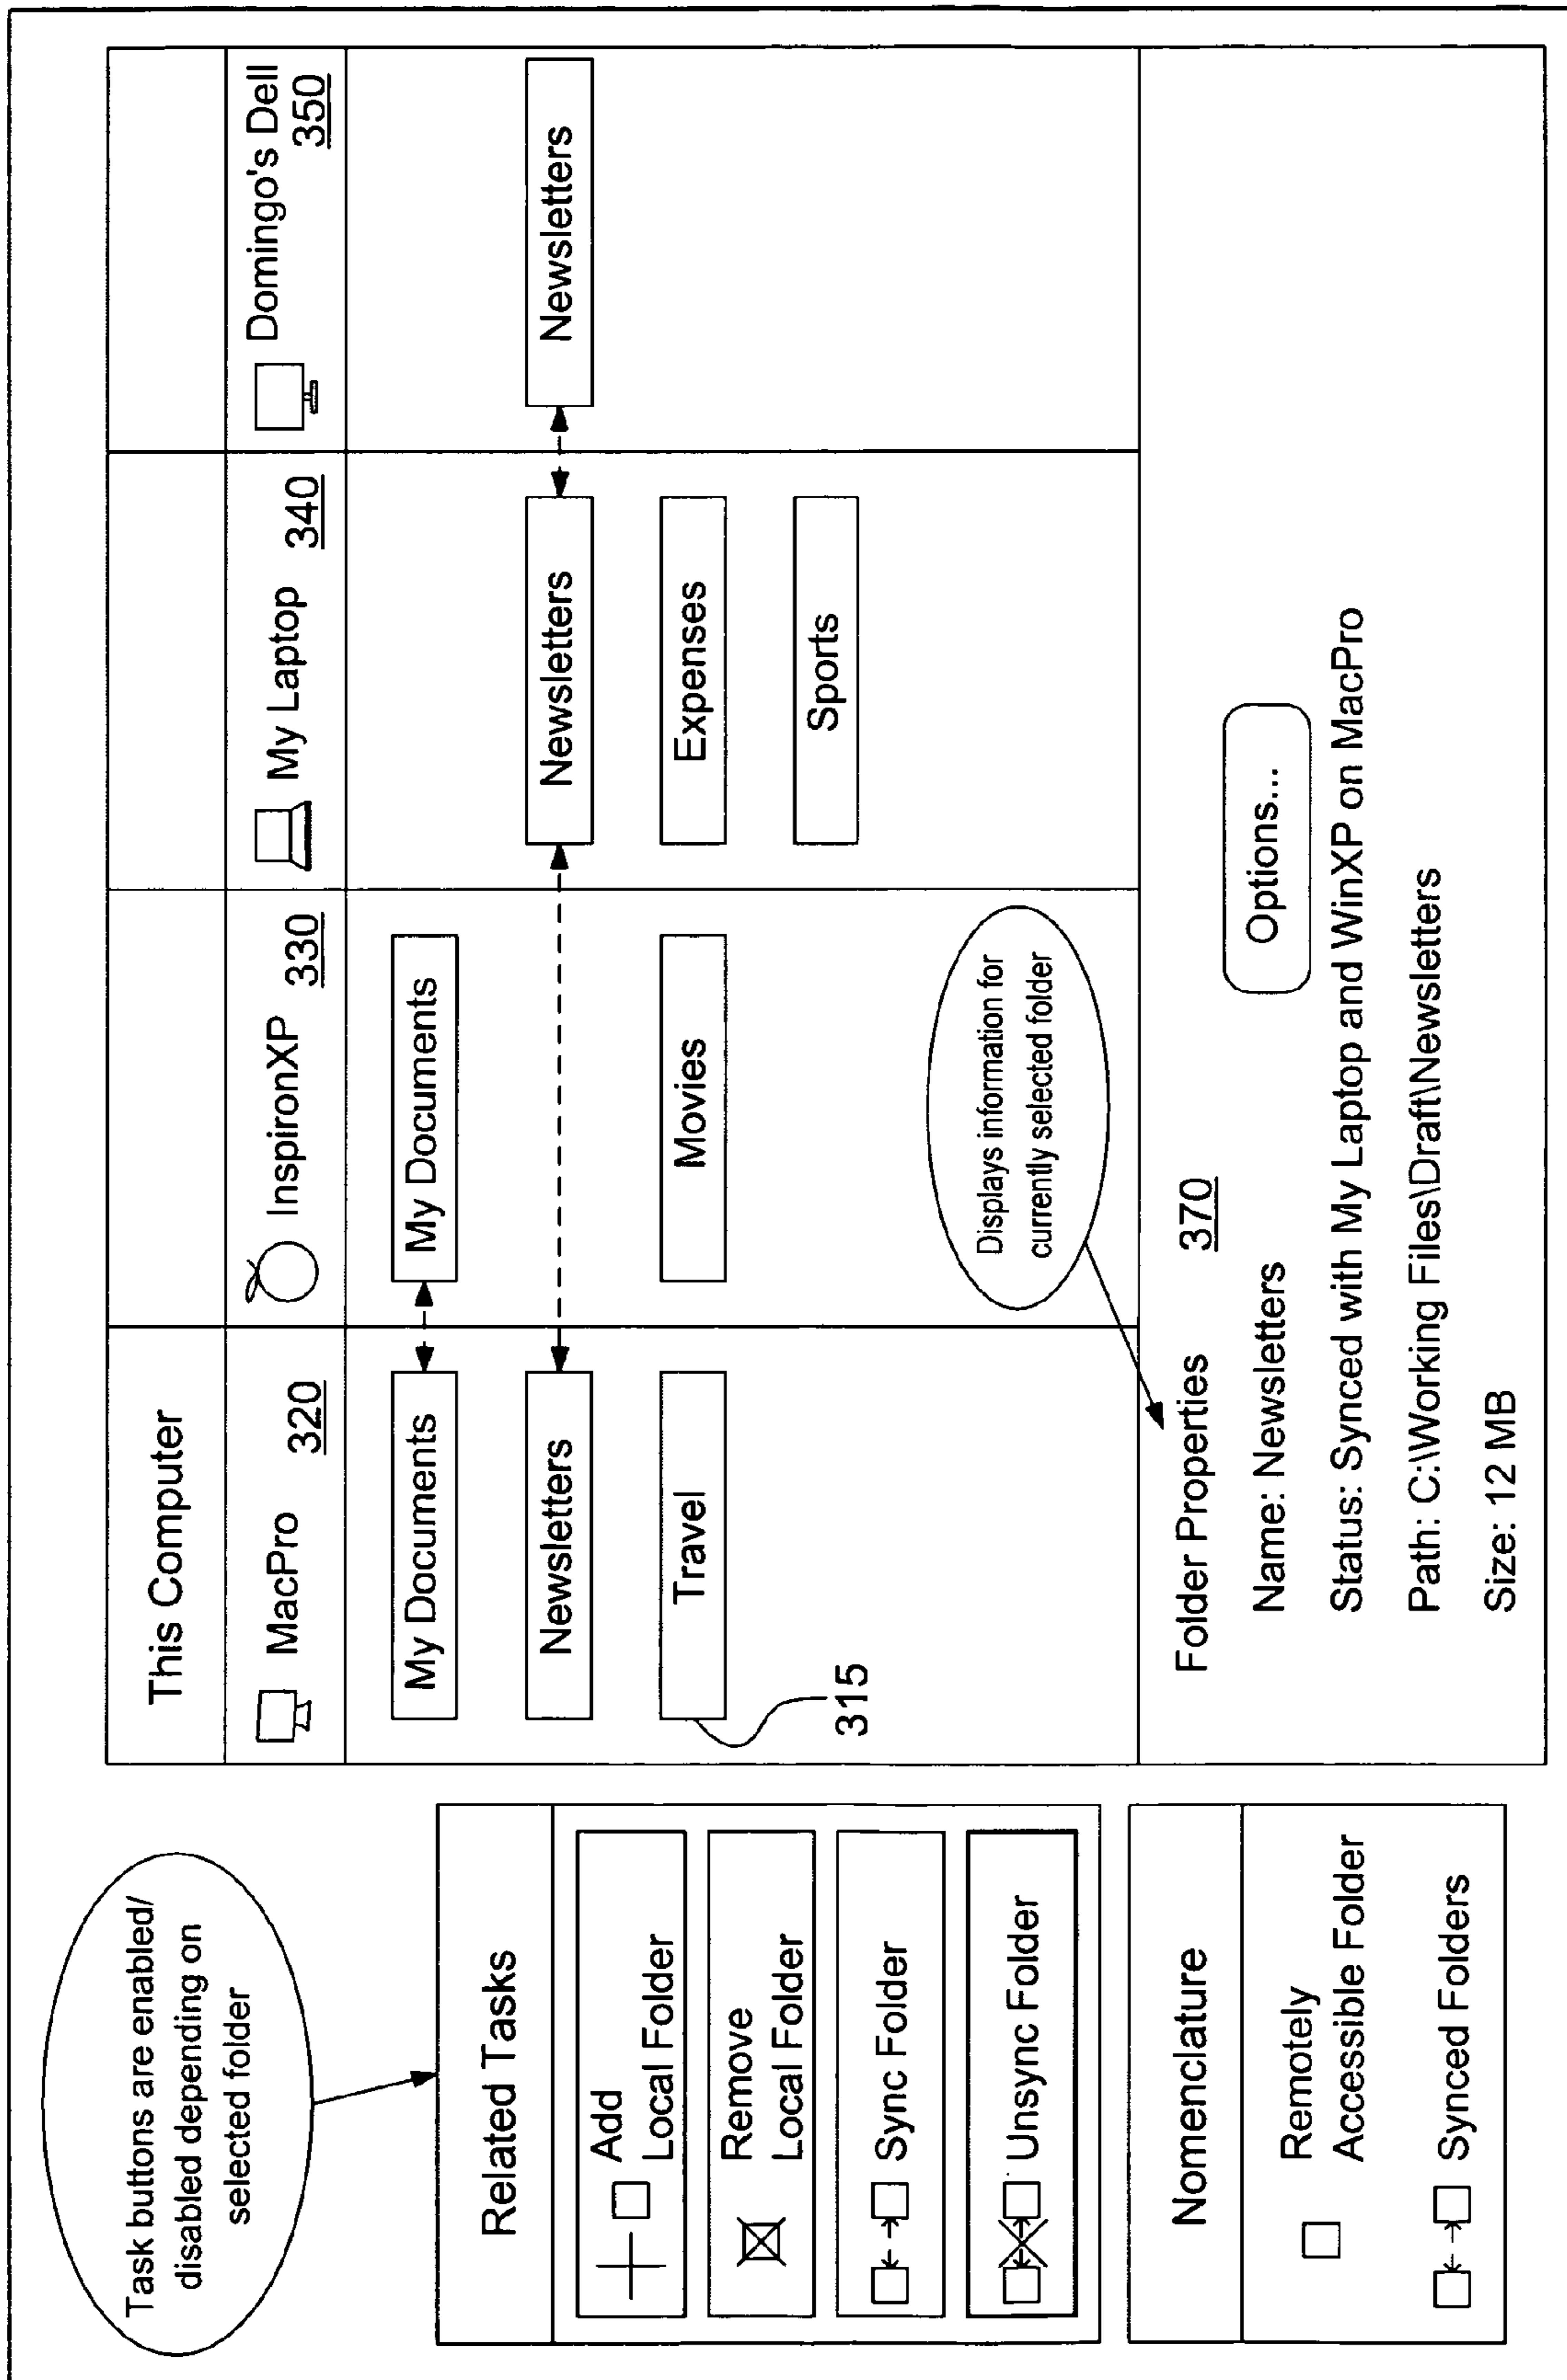 Task buttons are enabled/
disabled depending on
selected folder
Related Tasks
Add
Local Folder
Remove
Local Folder
Sync Folder
Unsync Folder
Nomenclature
Remotely
Accessible Folder
Synced Folders
This Computer
MacPro
320
InspironXP
330
My Laptop
340
Domingo's Dell
350
My Documents
My Documents
Newsletters
Newsletters
Newsletters
Travel
Movies
Expenses
Sports
315
Displays information for
currently selected folder
Folder Properties
370
Name: Newsletters
Options...
Status: Synced with My Laptop and WinXP on MacPro
Path: C:\Working Files\Draft\Newsletters
Size: 12 MB